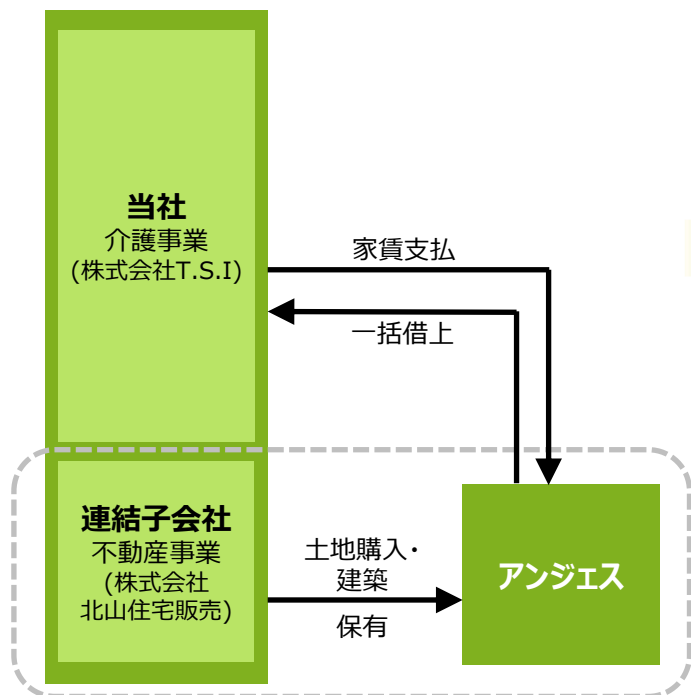 当社
介護事業
(株式会社T.S.I)
家賃支払
一括借上
連結子会社
不動産事業
(株式会社
北山住宅販売)
土地購入・
建築
保有
アンジェス